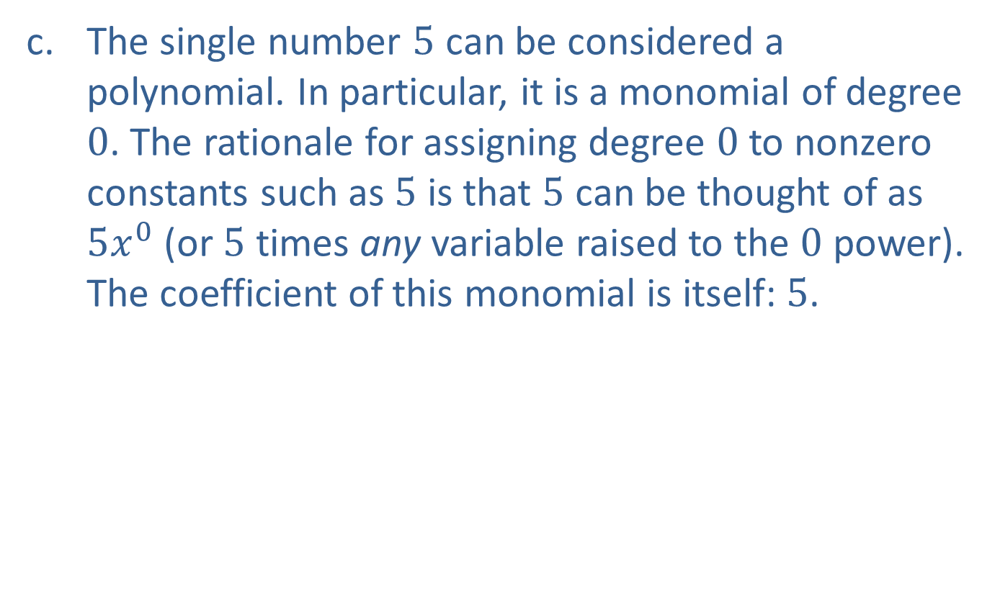 c. The single number 5 can be considered a
polynomial. In particular, it is a monomial of degree
0. The rationale for assigning degree 0 to nonzero
constants such as 5 is that 5 can be thought of as
5x⁰ (or 5 times any variable raised to the 0 power).
The coefficient of this monomial is itself: 5.